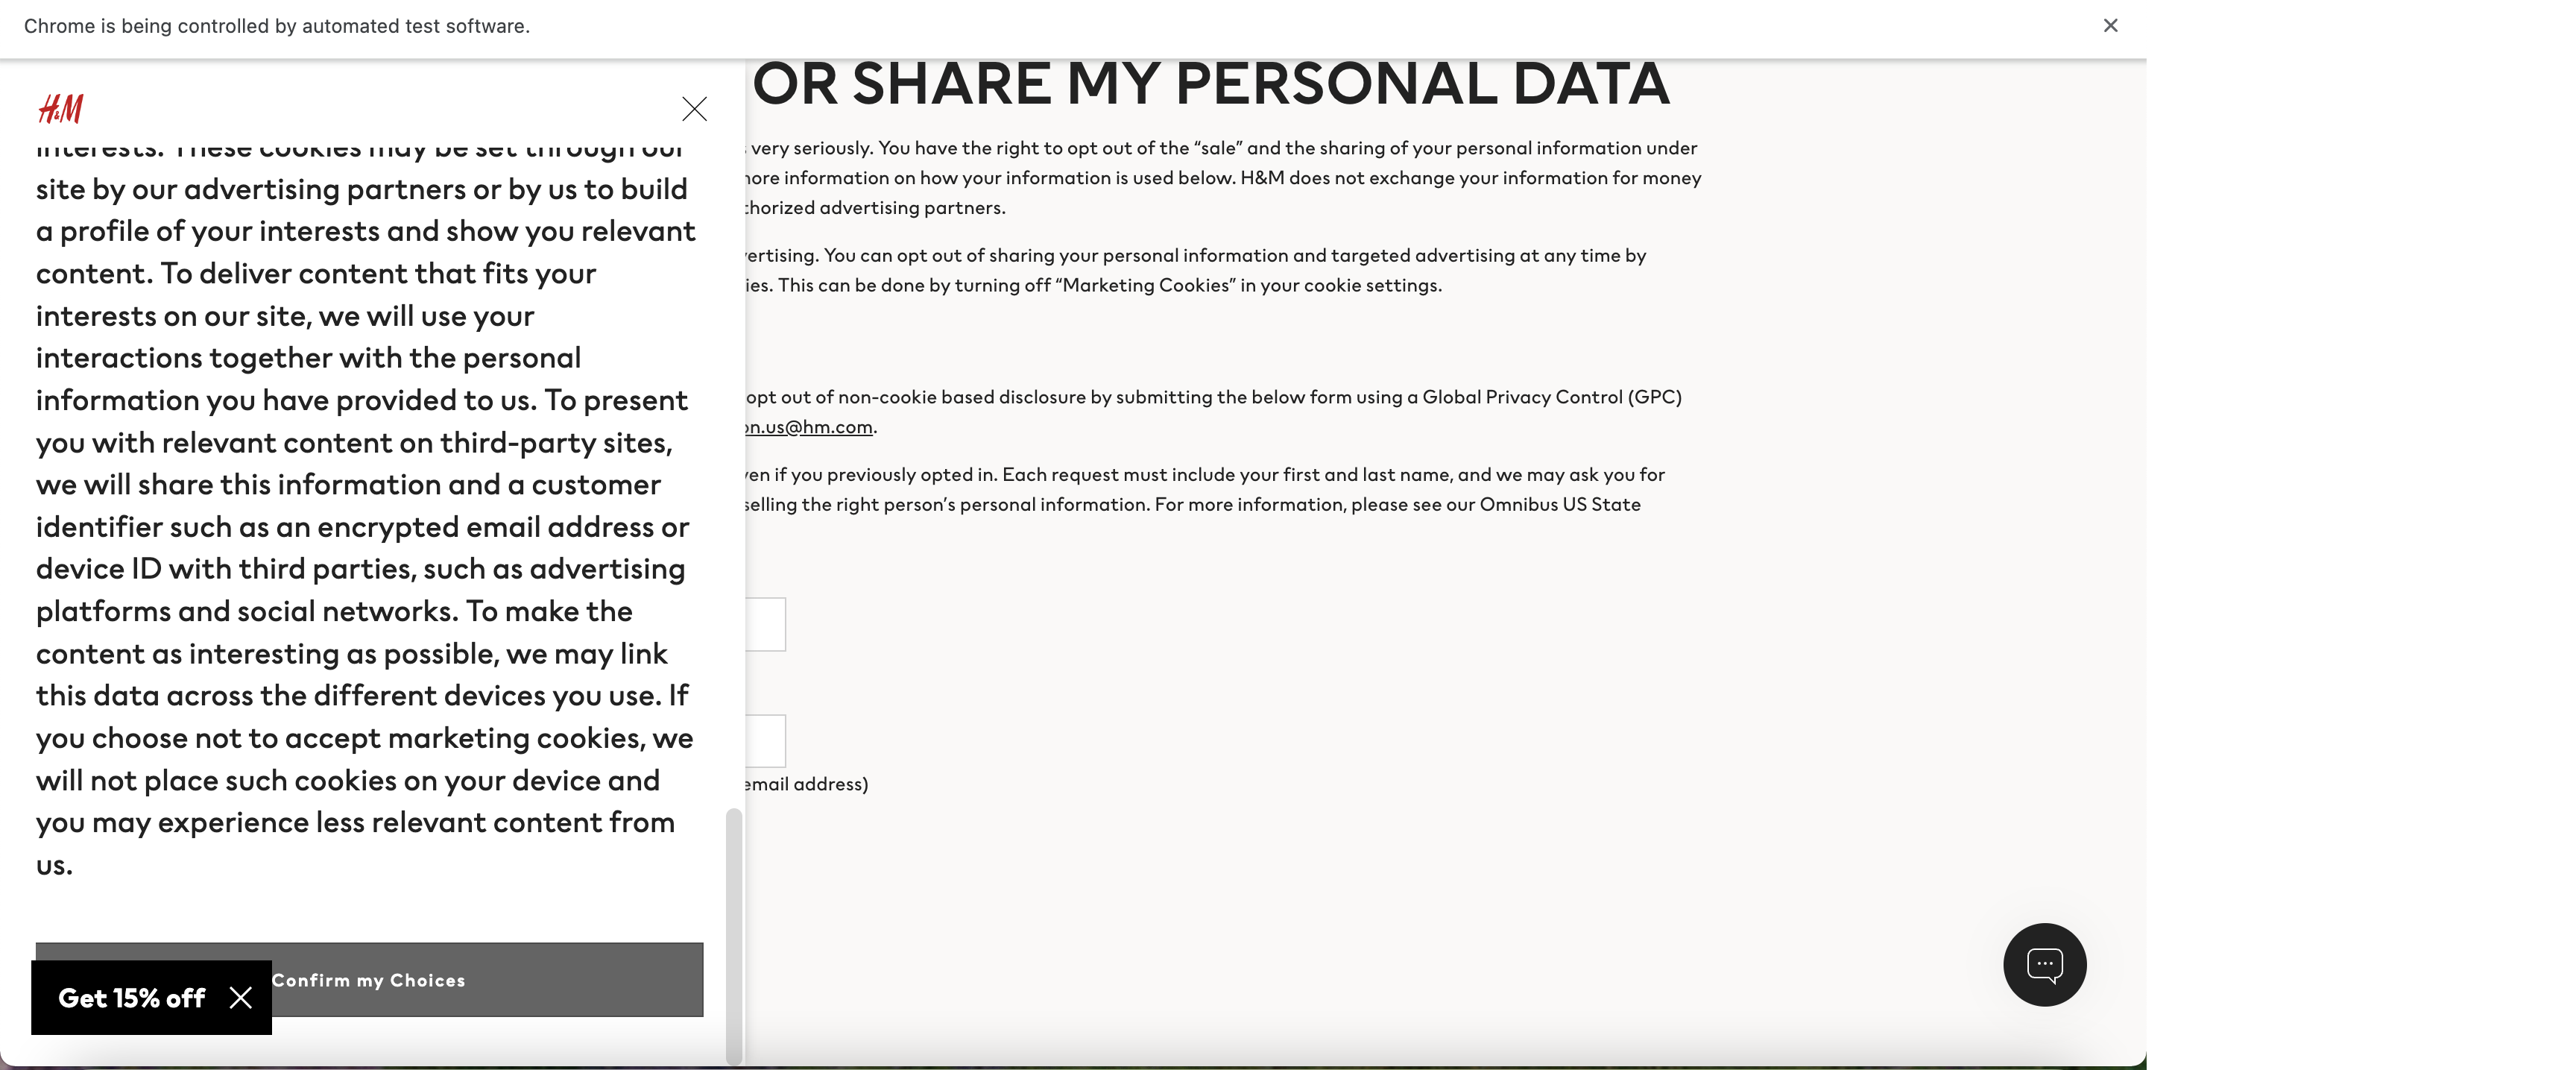 Chrome is being controlled by automated test software.
H&M
interests. These cookies may be set through our
site by our advertising partners or by us to build
a profile of your interests and show you relevant
content. To deliver content that fits your
interests on our site, we will use your
interactions together with the personal
information you have provided to us. To present
you with relevant content on third-party sites,
we will share this information and a customer
identifier such as an encrypted email address or
device ID with third parties, such as advertising
platforms and social networks. To make the
content as interesting as possible, we may link
this data across the different devices you use. If
you choose not to accept marketing cookies, we
will not place such cookies on your device and
you may experience less relevant content from
us.
Confirm my Choices
Get 15% off
OR SHARE MY PERSONAL DATA
very seriously. You have the right to opt out of the “sale” and the sharing of your personal information under
information on how your information is used below. H&M does not exchange your information for money
advertising partners.
You can opt out of sharing your personal information and targeted advertising at any time by
This can be done by turning off “Marketing Cookies” in your cookie settings.
opt out of non-cookie based disclosure by submitting the below form using a Global Privacy Control (GPC)
on.us@hm.com.
if you previously opted in. Each request must include your first and last name, and we may ask you for
selling the right person’s personal information. For more information, please see our Omnibus US State
email address)